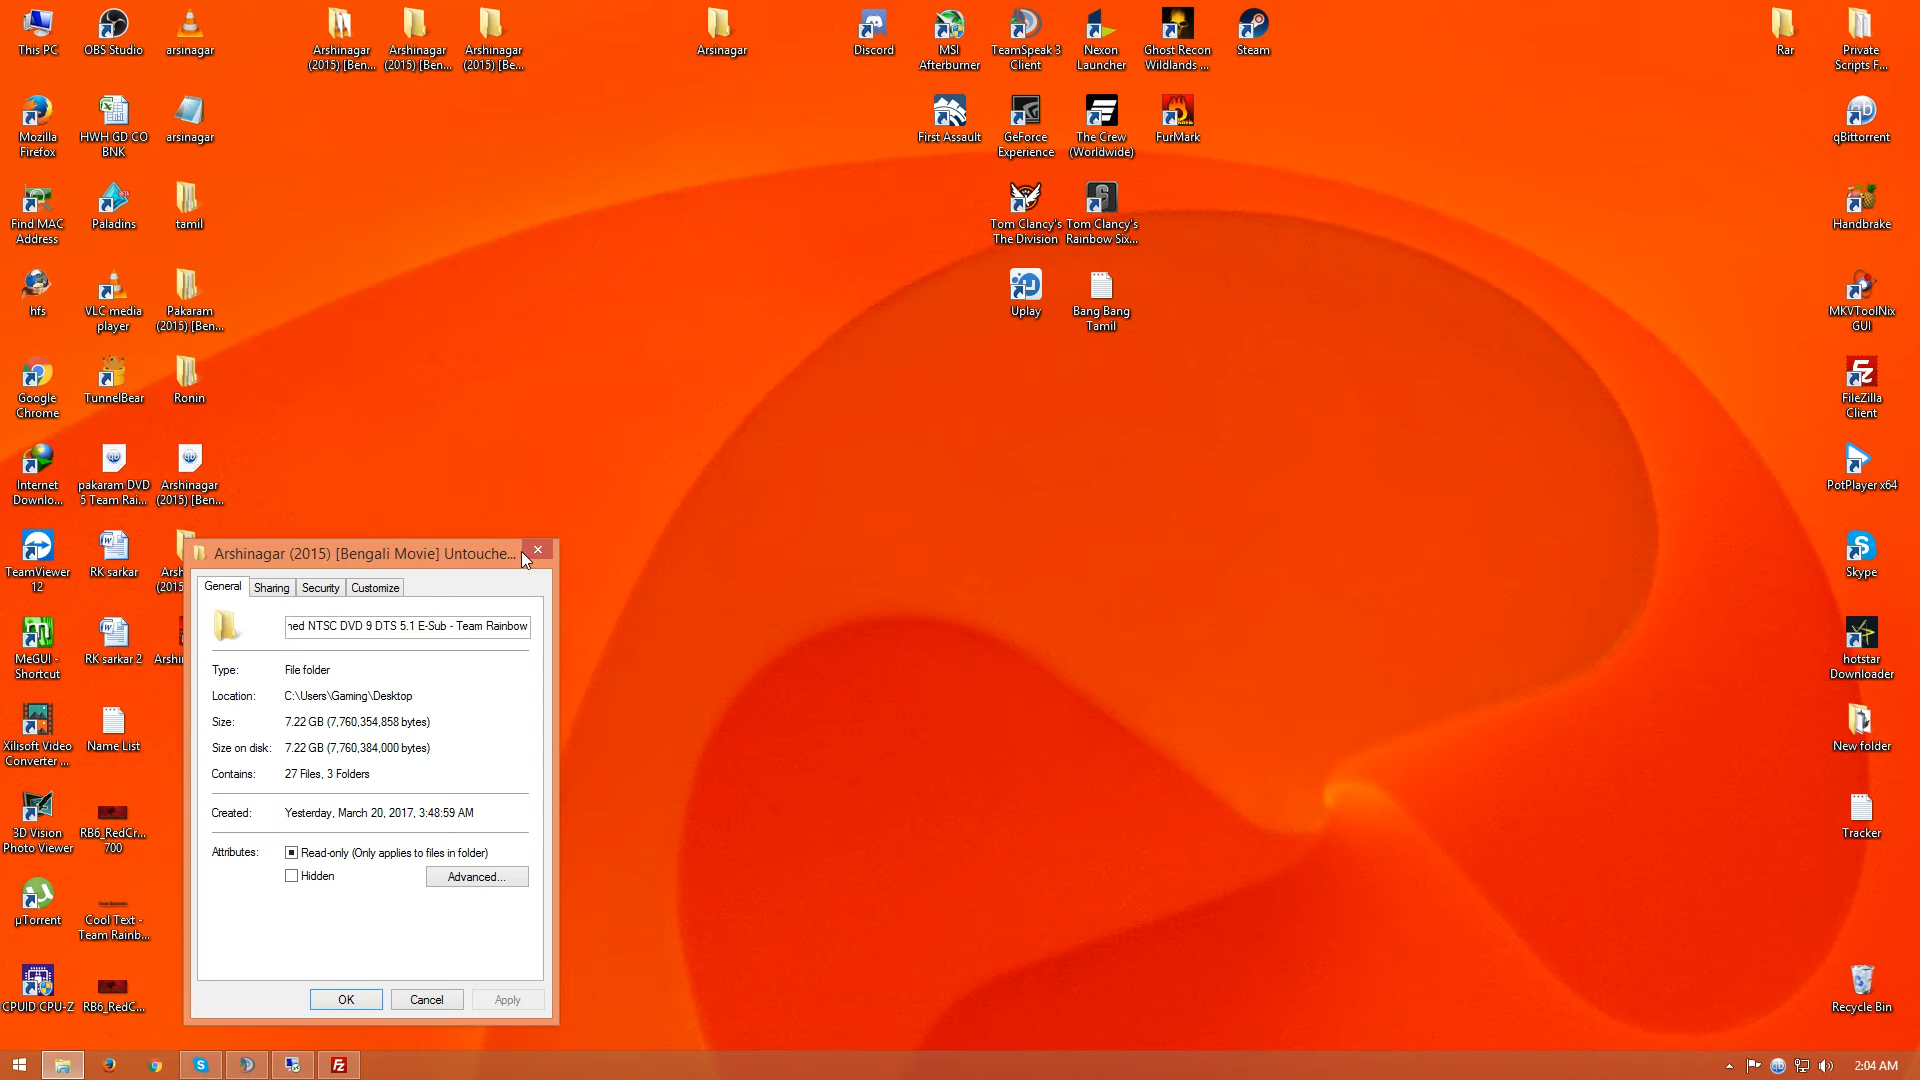 This PC
OBS Studio
arsinagar
Arshinagar
(2015) [Ben...
Arshinagar
(2015) [Ben...
Arshinagar
(2015) [Be...
Arsinagar
Discord
MSI
Afterburner
TeamSpeak 3
Client
Nexon
Launcher
Ghost Recon
Wildlands ...
Steam
Rar
Private
Scripts F...
Mozilla
Firefox
HWH GD CO
BNK
arsinagar
First Assault
GeForce
Experience
The Crew
(Worldwide)
FurMark
qBittorrent
Find MAC
Address
Paladins
tamil
Tom Clancy's
The Division
Tom Clancy's
Rainbow Six...
Handbrake
hfs
VLC media
player
Pakaram
(2015) [Ben...
Uplay
Bang Bang
Tamil
MKVToolNix
GUI
Google
Chrome
TunnelBear
Ronin
FileZilla
Client
Internet
Downlo...
pakaram DVD
5 Team Rai...
Arshinagar
(2015) [Ben...
PotPlayer x64
TeamViewer
12
RK sarkar
Arsh
(2015
Skype
MeGUI -
Shortcut
RK sarkar 2
Arshin
hotstar
Downloader
Xilisoft Video
Converter ...
Name List
New folder
3D Vision
Photo Viewer
RB6_RedCr...
700
Tracker
µTorrent
Cool Text -
Team Rainb...
CPUID CPU-Z
RB6_RedC...
Recycle Bin
Arshinagar (2015) [Bengali Movie] Untouche...
General
Sharing
Security
Customize
hed NTSC DVD 9 DTS 5.1 E-Sub - Team Rainbow
Type: File folder
Location: C:\Users\Gaming\Desktop
Size: 7.22 GB (7,760,354,858 bytes)
Size on disk: 7.22 GB (7,760,384,000 bytes)
Contains: 27 Files, 3 Folders
Created: Yesterday, March 20, 2017, 3:48:59 AM
Attributes: Read-only (Only applies to files in folder)
Hidden
Advanced...
OK
Cancel
Apply
2:04 AM